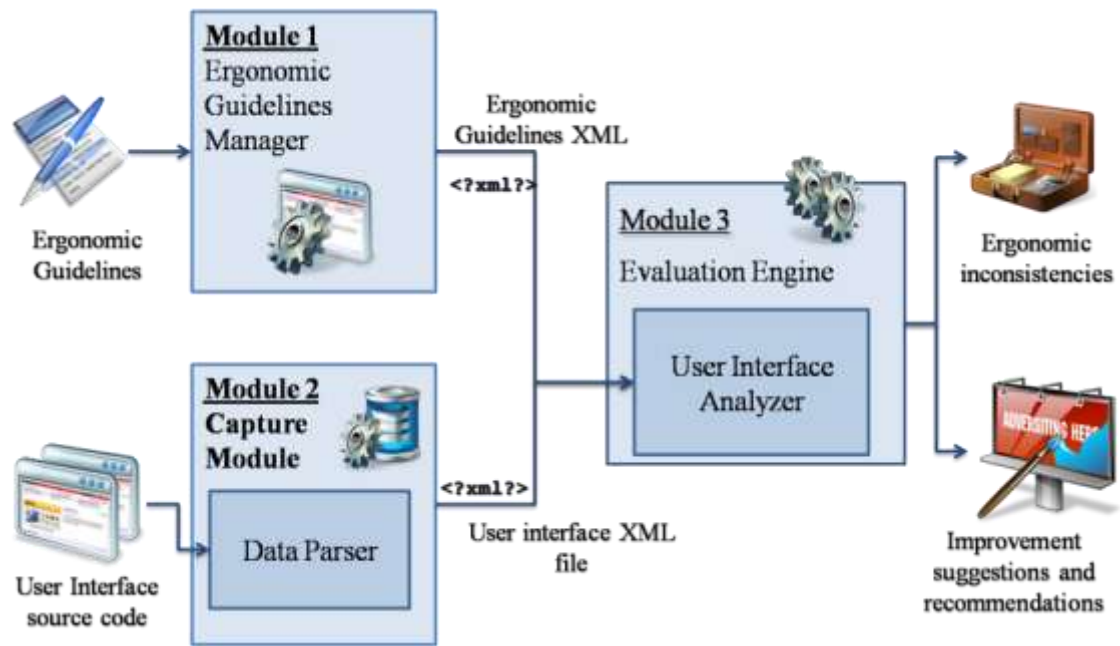 Module 1
Ergonomic
Guidelines
Manager
Ergonomic
Guidelines
Ergonomic
Guidelines XML
<?xml?>
Module 2
Capture
Module
Data Parser
User Interface
source code
<?xml?>
User interface XML
file
Module 3
Evaluation Engine
User Interface
Analyzer
Ergonomic
inconsistencies
ADVERSITING HERE
Improvement
suggestions and
recommendations